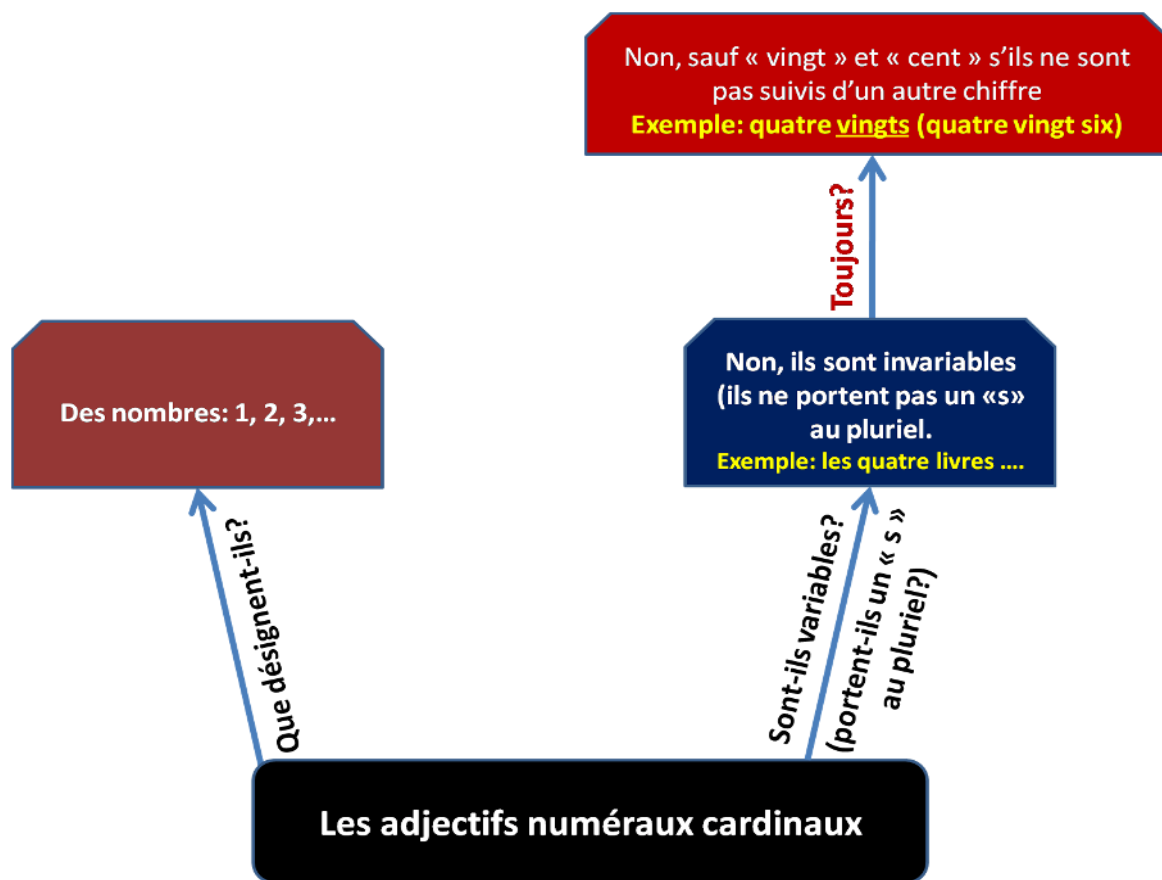 Non, sauf « vingt » et « cent » s’ils ne sont
pas suivis d’un autre chiffre
Exemple: quatre vingts (quatre vingt six)
Toujours?
Des nombres: 1, 2, 3,…
Non, ils sont invariables
(ils ne portent pas un «s»
au pluriel.
Exemple: les quatre livres ….
Que désignent-ils?
Sont-ils variables?
(portent-ils un « s »
au pluriel?)
Les adjectifs numéraux cardinaux